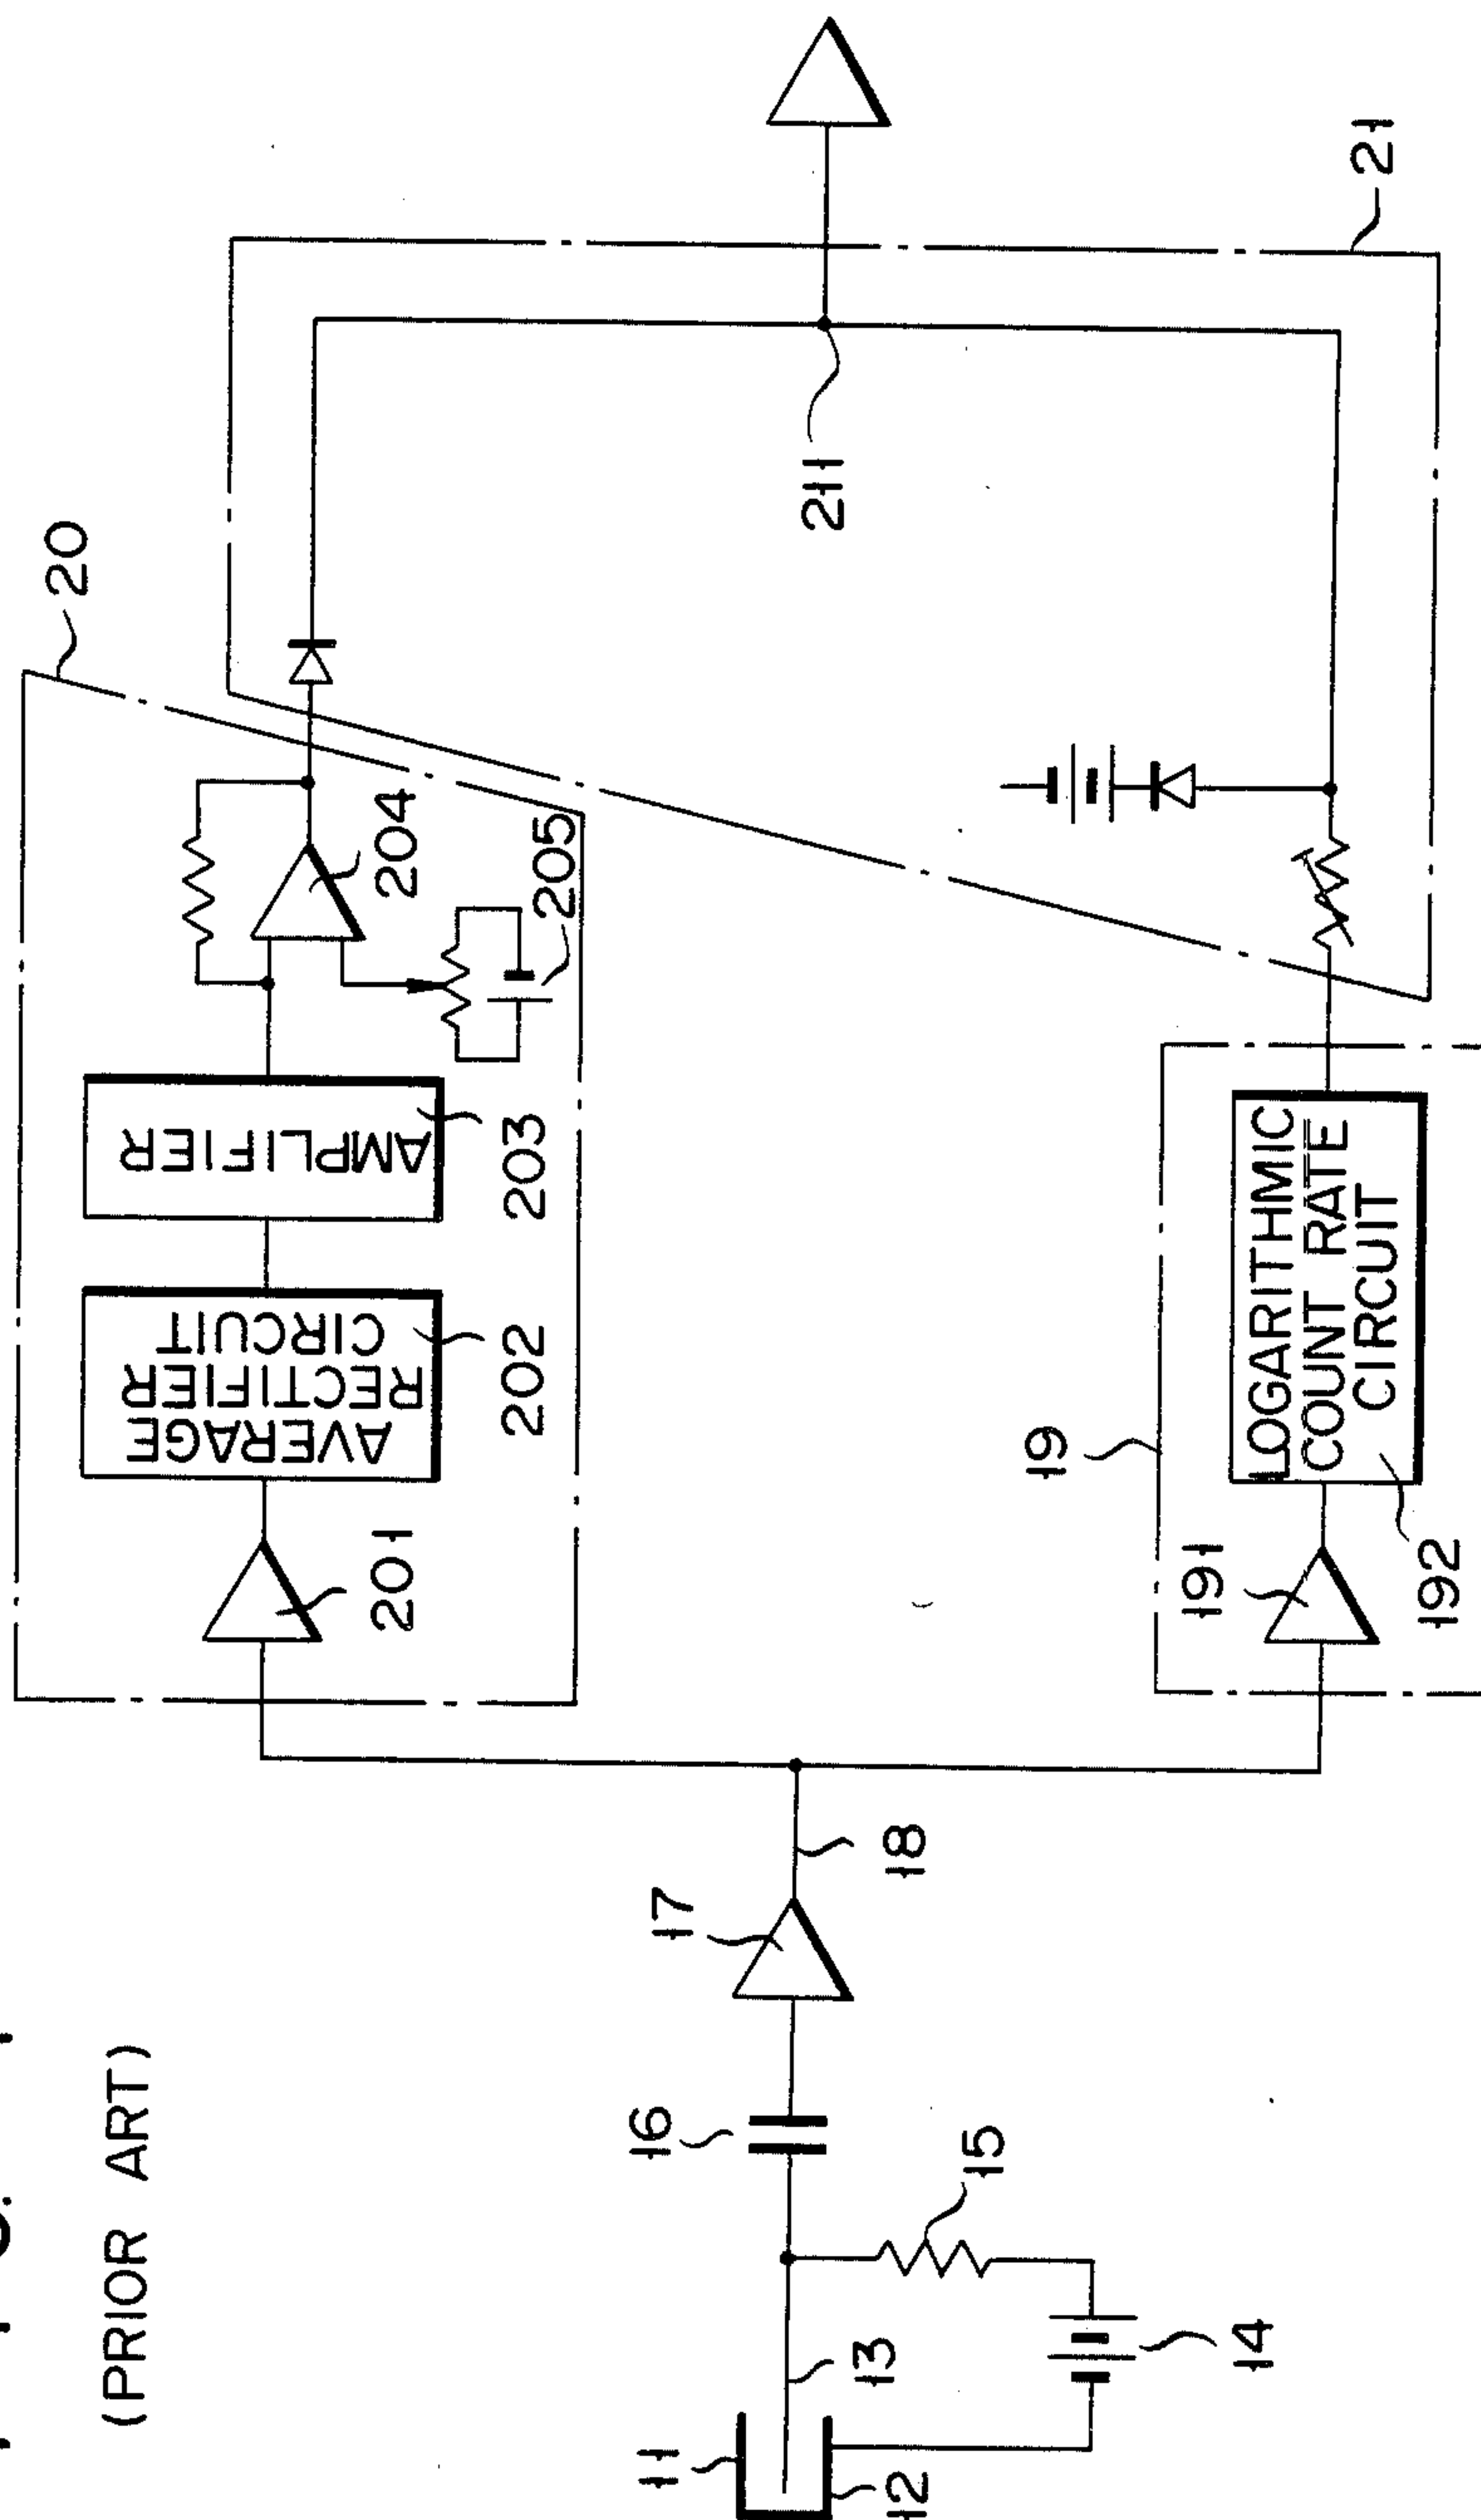 (PRIOR ART)
20
201
AVERAGE
RECTIFIER
CIRCUIT
202
AMPLIFIER
203
204
205
11
12
13
14
15
16
17
18
19
191
LOGARITHMIC
COUNT RATE
CIRCUIT
192
211
21